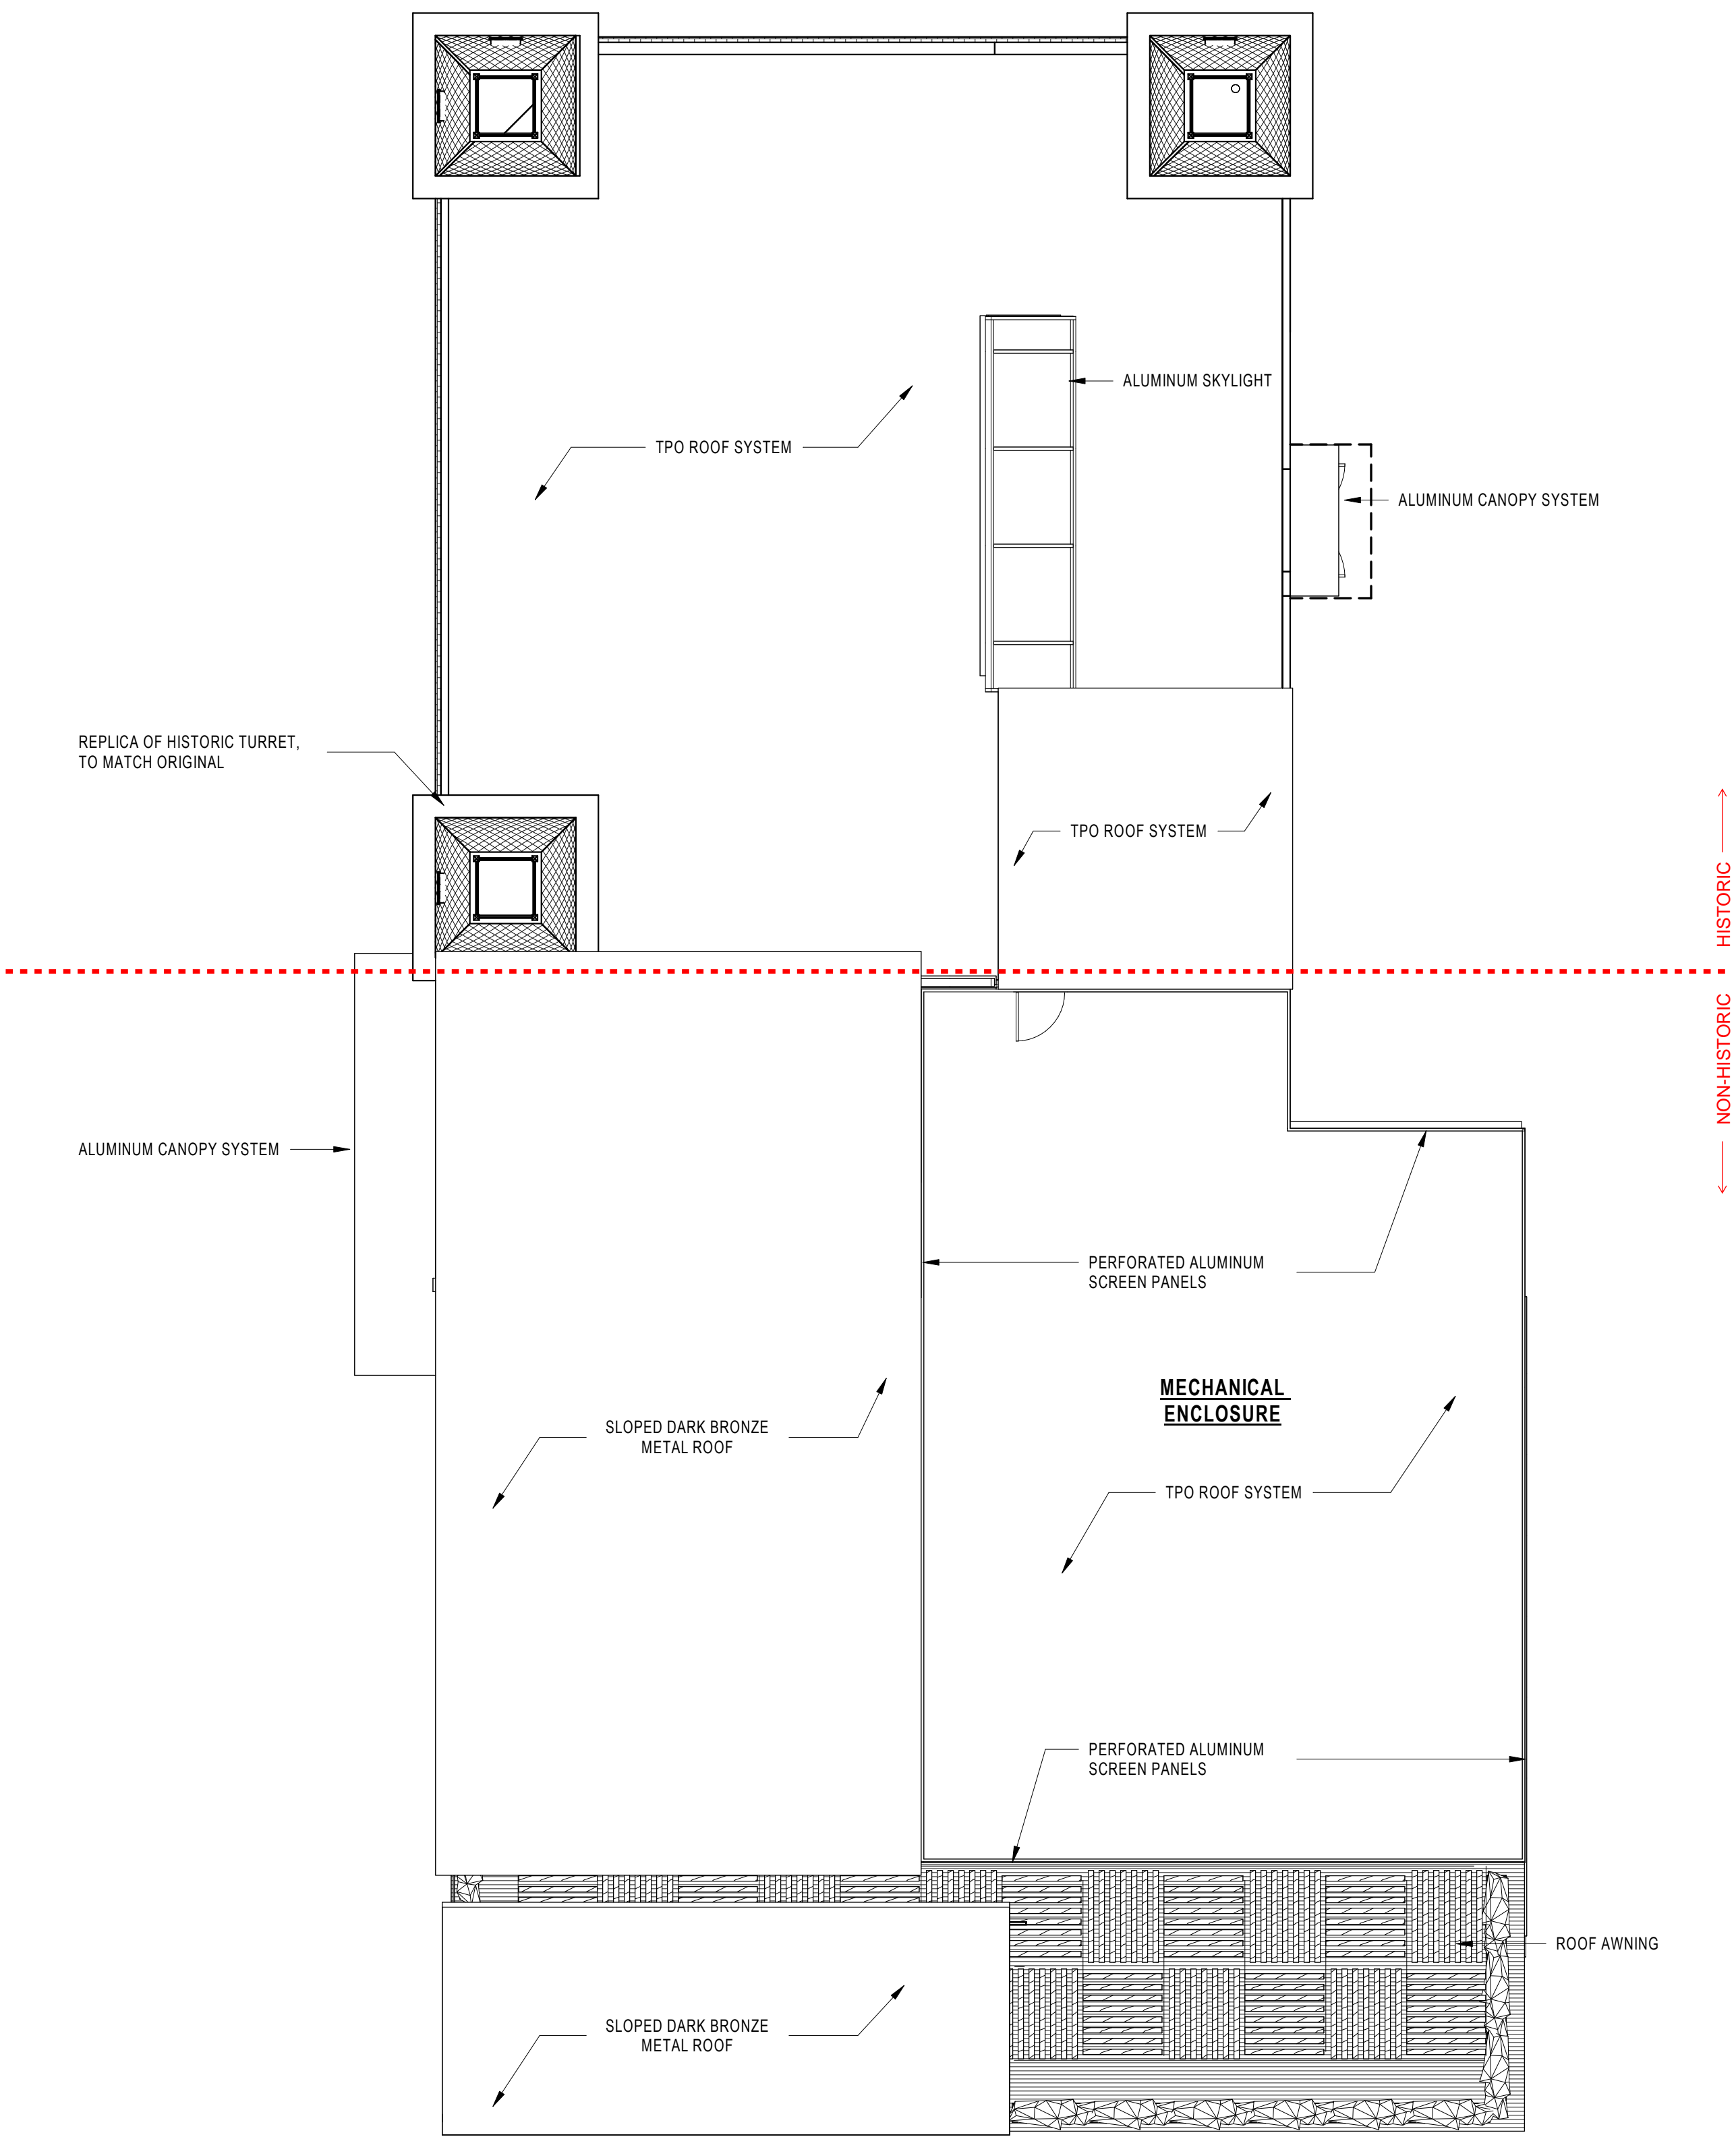 ALUMINUM SKYLIGHT
TPO ROOF SYSTEM
ALUMINUM CANOPY SYSTEM
REPLICA OF HISTORIC TURRET,
TO MATCH ORIGINAL
TPO ROOF SYSTEM
HISTORIC
NON-HISTORIC
ALUMINUM CANOPY SYSTEM
PERFORATED ALUMINUM
SCREEN PANELS
MECHANICAL
ENCLOSURE
SLOPED DARK BRONZE
METAL ROOF
TPO ROOF SYSTEM
PERFORATED ALUMINUM
SCREEN PANELS
ROOF AWNING
SLOPED DARK BRONZE
METAL ROOF